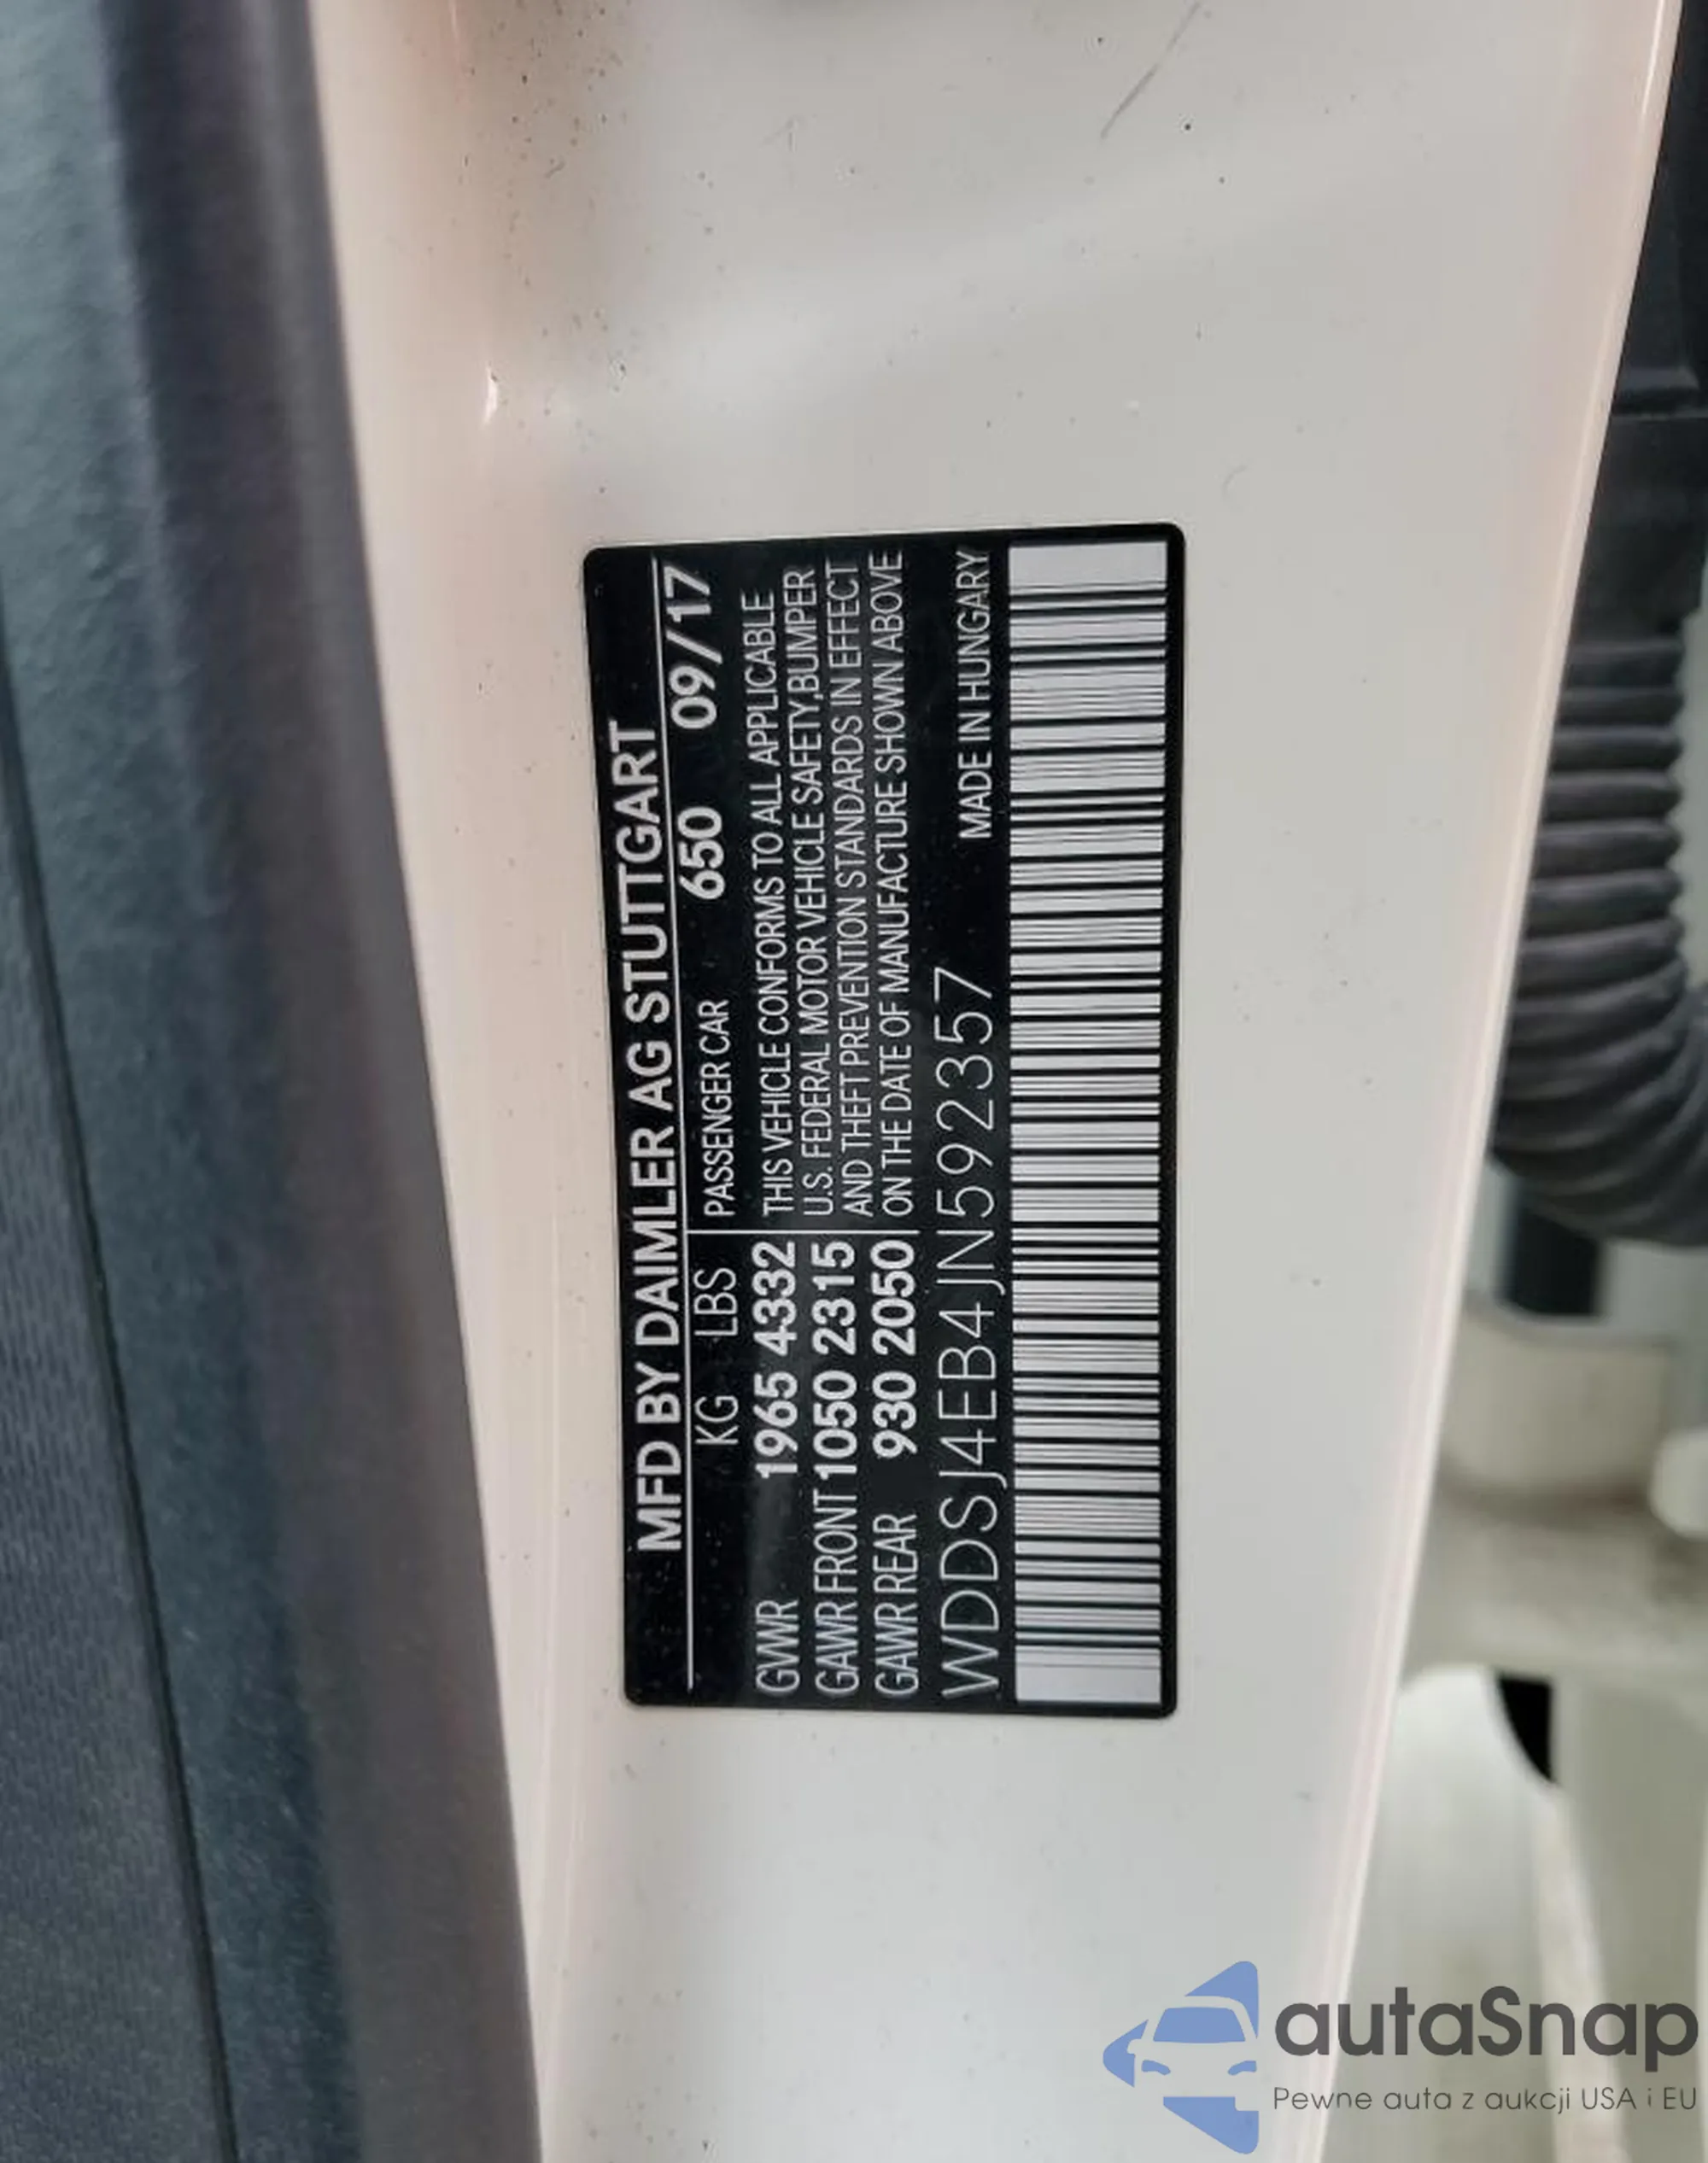 MFD BY DAIMLER AG STUTTGART
KG LBS PASSENGER CAR 650 09/17
GVWR 1965 4332 THIS VEHICLE CONFORMS TO ALL APPLICABLE
U.S. FEDERAL MOTOR VEHICLE SAFETY,BUMPER
GAWR FRONT 1050 2315 AND THEFT PREVENTION STANDARDS IN EFFECT
GAWR REAR 930 2050 ON THE DATE OF MANUFACTURE SHOWN ABOVE
WDDSJ4EB4JN592357 MADE IN HUNGARY
autaSnap
Pewne auta z aukcji USA i EU